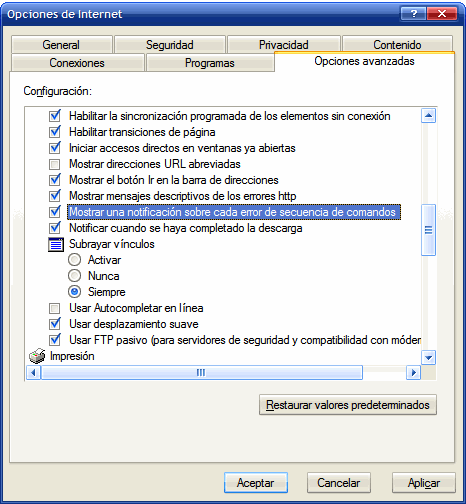 Opciones de Internet
General Seguridad Privacidad Contenido
Conexiones Programas Opciones avanzadas
Configuración:
Habilitar la sincronización programada de los elementos sin conexión
Habilitar transiciones de página
Iniciar accesos directos en ventanas ya abiertas
Mostrar direcciones URL abreviadas
Mostrar el botón Ir en la barra de direcciones
Mostrar mensajes descriptivos de los errores http
Mostrar una notificación sobre cada error de secuencia de comandos
Notificar cuando se haya completado la descarga
Subrayar vínculos
Activar
Nunca
Siempre
Usar Autocompletar en línea
Usar desplazamiento suave
Usar FTP pasivo (para servidores de seguridad y compatibilidad con móder
Impresión
Restaurar valores predeterminados
Aceptar Cancelar Aplicar